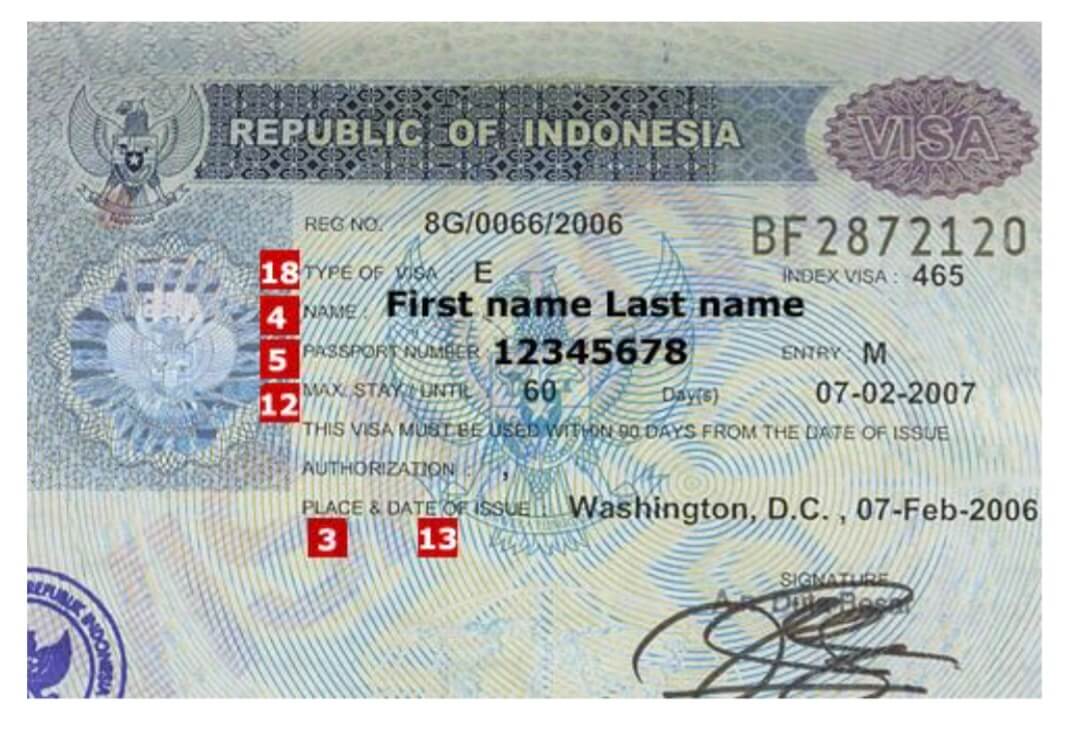 REPUBLIC OF INDONESIA
VISA
REG NO. 8G/0066/2006
BF2872120
18 TYPE OF VISA : E
INDEX VISA : 465
4 NAME : First name Last name
5 PASSPORT NUMBER : 12345678 ENTRY : M
12 MAX. STAY / UNTIL 60 Day(s) 07-02-2007
THIS VISA MUST BE USED WITHIN 90 DAYS FROM THE DATE OF ISSUE
AUTHORIZATION : ,
PLACE & DATE OF ISSUE : Washington, D.C. , 07-Feb-2006
3 13
SIGNATURE
REPUBLIK INDONESIA